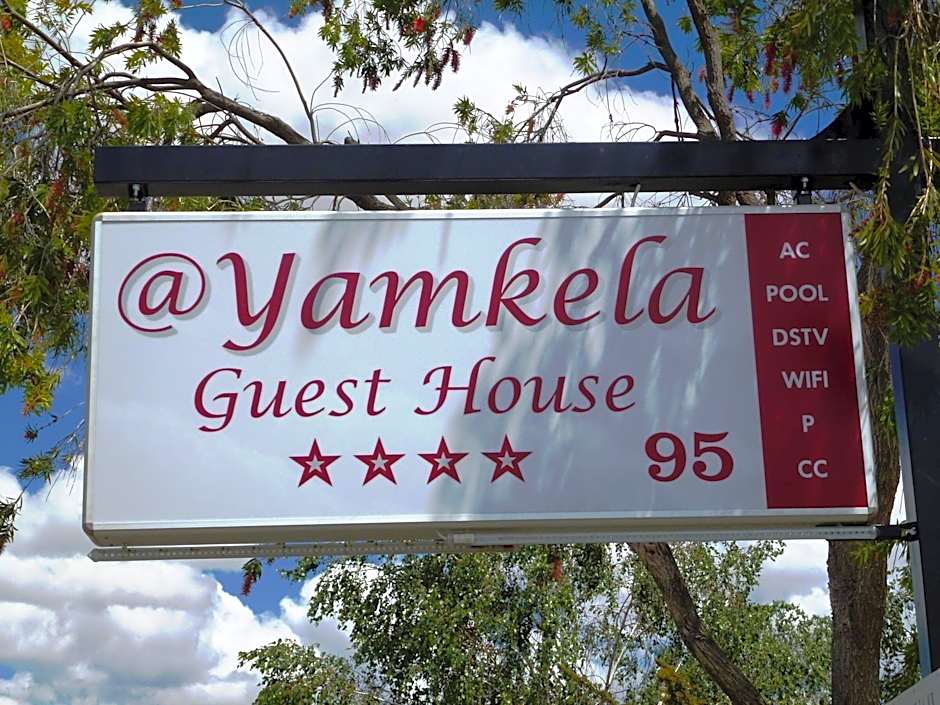 @Yamkela
Guest House
95
AC
POOL
DSTV
WIFI
P
CC